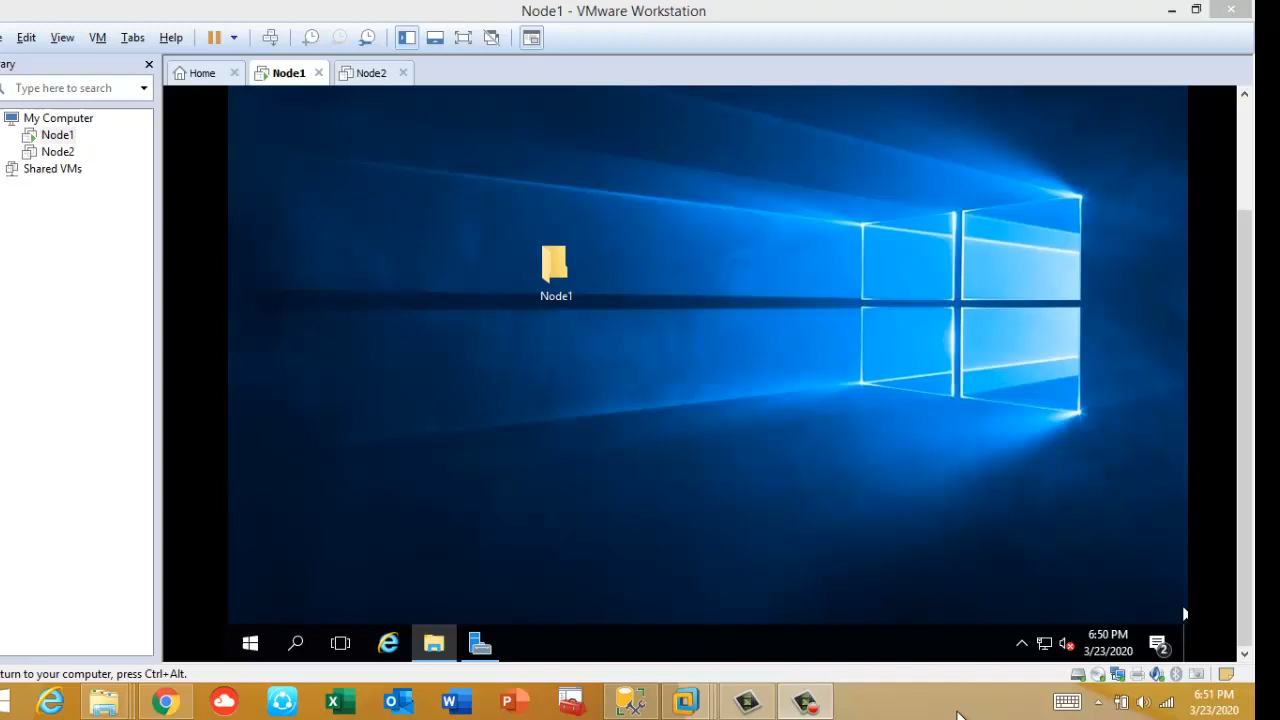 Node1 - VMware Workstation
Edit View VM Tabs Help
ary
Type here to search
Home Node1 Node2
My Computer
Node1
Node2
Shared VMs
Node1
6:50 PM
3/23/2020
2
turn to your computer, press Ctrl+Alt.
6:51 PM
3/23/2020